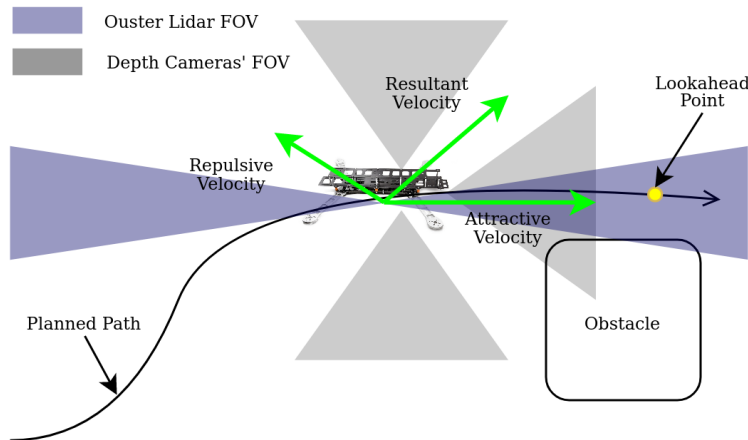 Ouster Lidar FOV
Depth Cameras' FOV
Resultant
Velocity
Lookahead
Point
Repulsive
Velocity
Attractive
Velocity
Planned Path
Obstacle